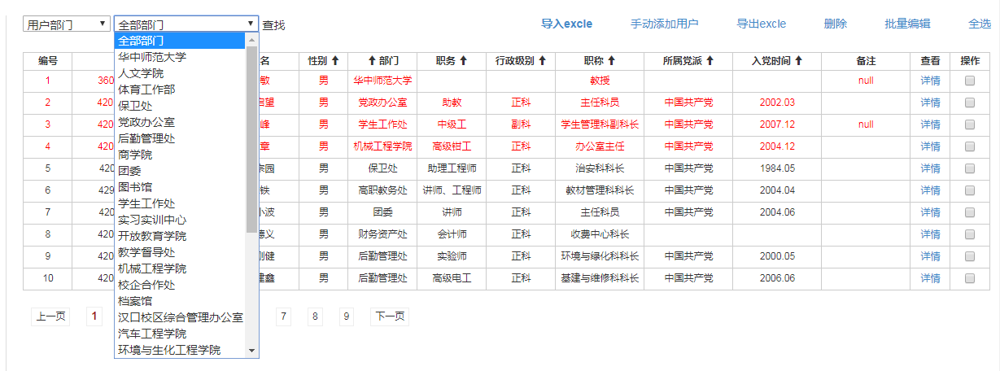 用户部门 全部部门 查找 导入excle 手动添加用户 导出excle 删除 批量编辑 全选
全部部门
华中师范大学
人文学院
体育工作部
保卫处
党政办公室
后勤管理处
商学院
团委
图书馆
学生工作处
实习实训中心
开放教育学院
教学督导处
机械工程学院
校企合作处
档案馆
汉口校区综合管理办公室
汽车工程学院
环境与生化工程学院
编号 名 性别 部门 职务 行政级别 职称 所属党派 入党时间 备注 查看 操作
1 360 敏 男 华中师范大学 教授 null 详情
2 420 望 男 党政办公室 助教 正科 主任科员 中国共产党 2002.03 详情
3 420 峰 男 学生工作处 中级工 副科 学生管理科副科长 中国共产党 2007.12 null 详情
4 420 章 男 机械工程学院 高级钳工 正科 办公室主任 中国共产党 2004.12 详情
5 420 园 男 保卫处 助理工程师 正科 治安科科长 中国共产党 1984.05 详情
6 429 铁 男 高职教务处 讲师、工程师 正科 教材管理科科长 中国共产党 2004.04 详情
7 420 小波 男 团委 讲师 正科 主任科员 中国共产党 2004.06 详情
8 420 义 男 财务资产处 会计师 正科 收费中心科长 详情
9 420 健 男 后勤管理处 实验师 正科 环境与绿化科科长 中国共产党 2000.05 详情
10 420 鑫 男 后勤管理处 高级电工 正科 基建与维修科科长 中国共产党 2006.06 详情
上一页 1 7 8 9 下一页